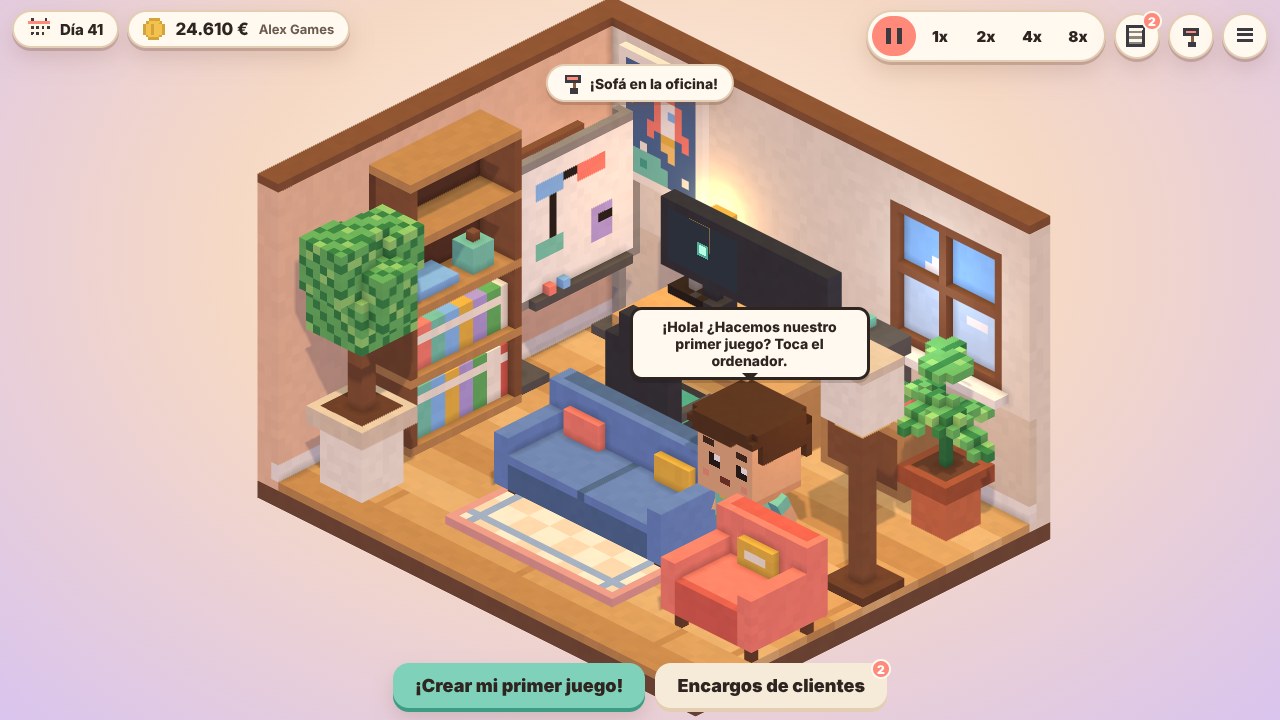 Día 41
24.610 €
Alex Games
1x
2x
4x
8x
2
¡Sofá en la oficina!
¡Hola! ¿Hacemos nuestro
primer juego? Toca el
ordenador.
¡Crear mi primer juego!
Encargos de clientes
2